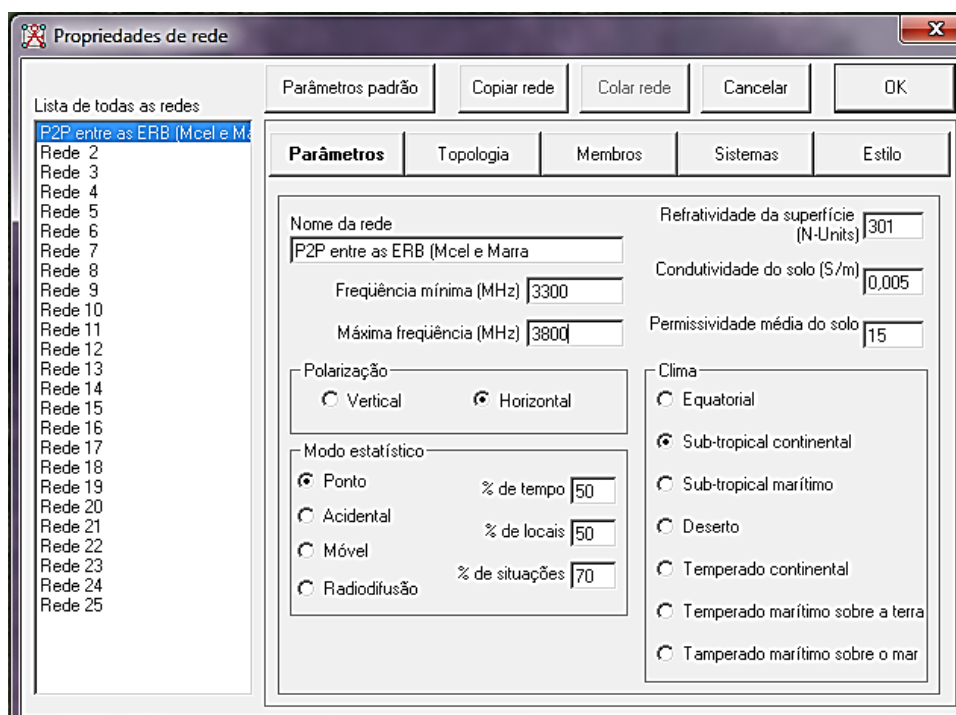 Propriedades de rede
Lista de todas as redes
P2P entre as ERB (Mcel e Ma
Rede 2
Rede 3
Rede 4
Rede 5
Rede 6
Rede 7
Rede 8
Rede 9
Rede 10
Rede 11
Rede 12
Rede 13
Rede 14
Rede 15
Rede 16
Rede 17
Rede 18
Rede 19
Rede 20
Rede 21
Rede 22
Rede 23
Rede 24
Rede 25
Parâmetros padrão
Copiar rede
Colar rede
Cancelar
OK
Parâmetros
Topologia
Membros
Sistemas
Estilo
Nome da rede
P2P entre as ERB (Mcel e Marra
Freqüência mínima (MHz) 3300
Máxima freqüência (MHz) 3800
Polarização
Vertical
Horizontal
Modo estatístico
Ponto
Acidental
Móvel
Radiodifusão
% de tempo 50
% de locais 50
% de situações 70
Refratividade da superfície
(N-Units) 301
Condutividade do solo (S/m) 0,005
Permissividade média do solo 15
Clima
Equatorial
Sub-tropical continental
Sub-tropical marítimo
Deserto
Temperado continental
Temperado marítimo sobre a terra
Tamperado marítimo sobre o mar